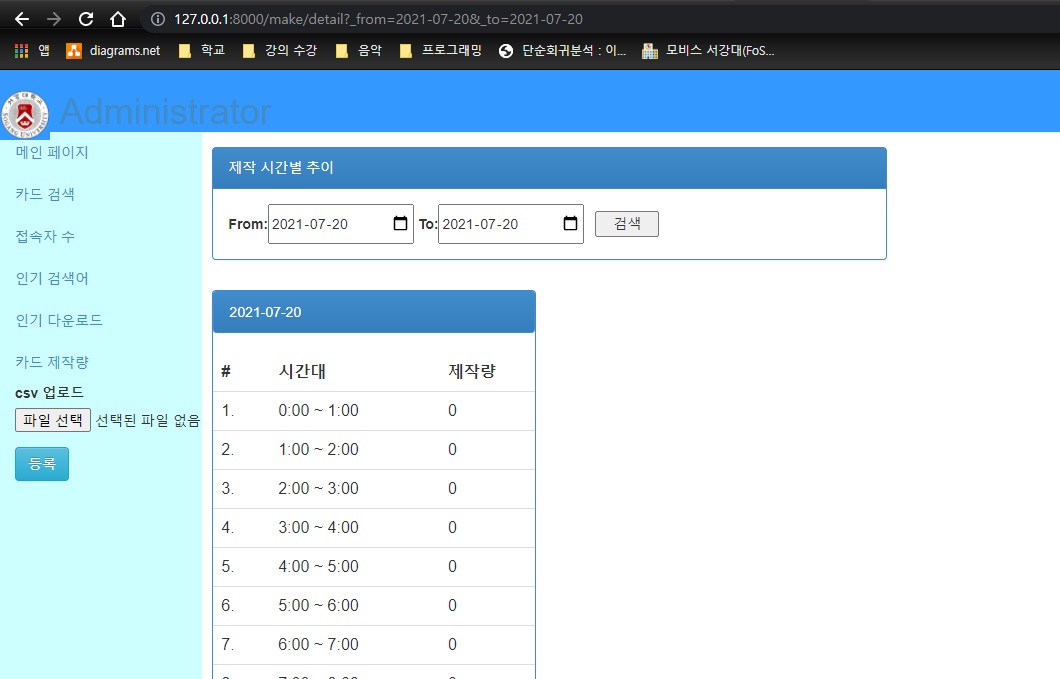 127.0.0.1:8000/make/detail?_from=2021-07-20&_to=2021-07-20
앱 diagrams.net 학교 강의 수강 음악 프로그래밍 단순회귀분석 : 이... 모비스 서강대(FoS...
Administrator
메인 페이지
카드 검색
접속자 수
인기 검색어
인기 다운로드
카드 제작량
csv 업로드
파일 선택 선택된 파일 없음
등록
제작 시간별 추이
From: 2021-07-20 To: 2021-07-20 검색
2021-07-20
# 시간대 제작량
1. 0:00 ~ 1:00 0
2. 1:00 ~ 2:00 0
3. 2:00 ~ 3:00 0
4. 3:00 ~ 4:00 0
5. 4:00 ~ 5:00 0
6. 5:00 ~ 6:00 0
7. 6:00 ~ 7:00 0